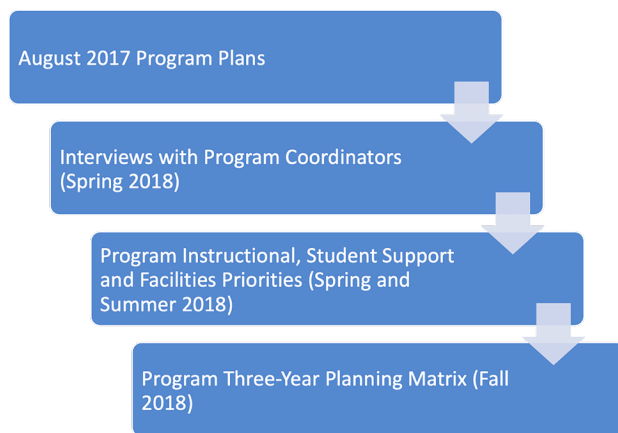 August 2017 Program Plans
Interviews with Program Coordinators
(Spring 2018)
Program Instructional, Student Support
and Facilities Priorities (Spring and
Summer 2018)
Program Three-Year Planning Matrix (Fall
2018)